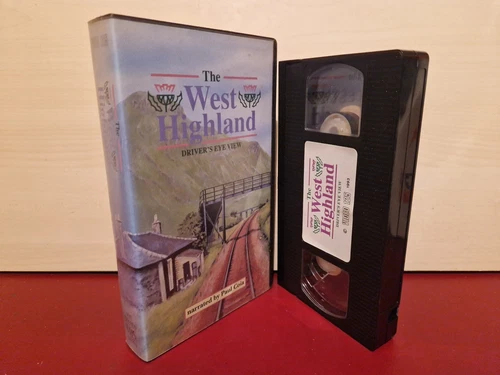 The
West
Highland
DRIVER'S EYE VIEW
narrated by Paul Coia
The
West
Highland
DRIVER'S EYE VIEW